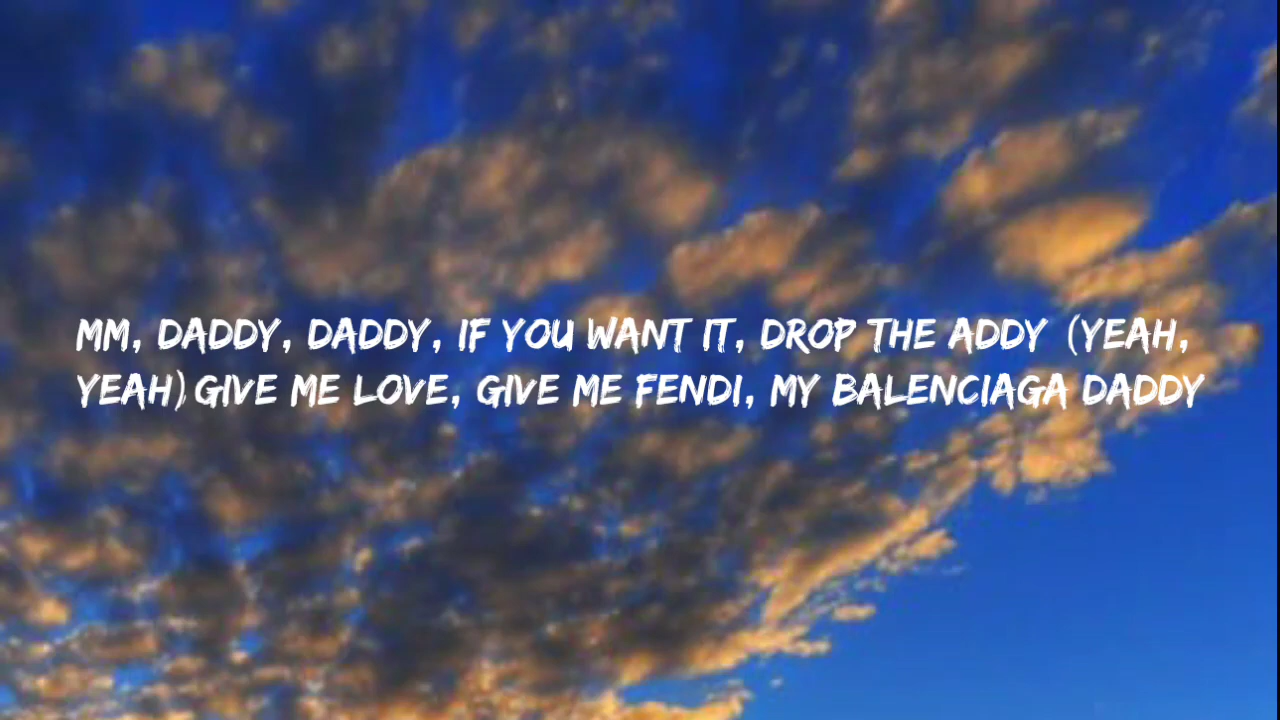 MM, DADDY, DADDY, IF YOU WANT IT, DROP THE ADDY (YEAH,
YEAH) GIVE ME LOVE, GIVE ME FENDI, MY BALENCIAGA DADDY